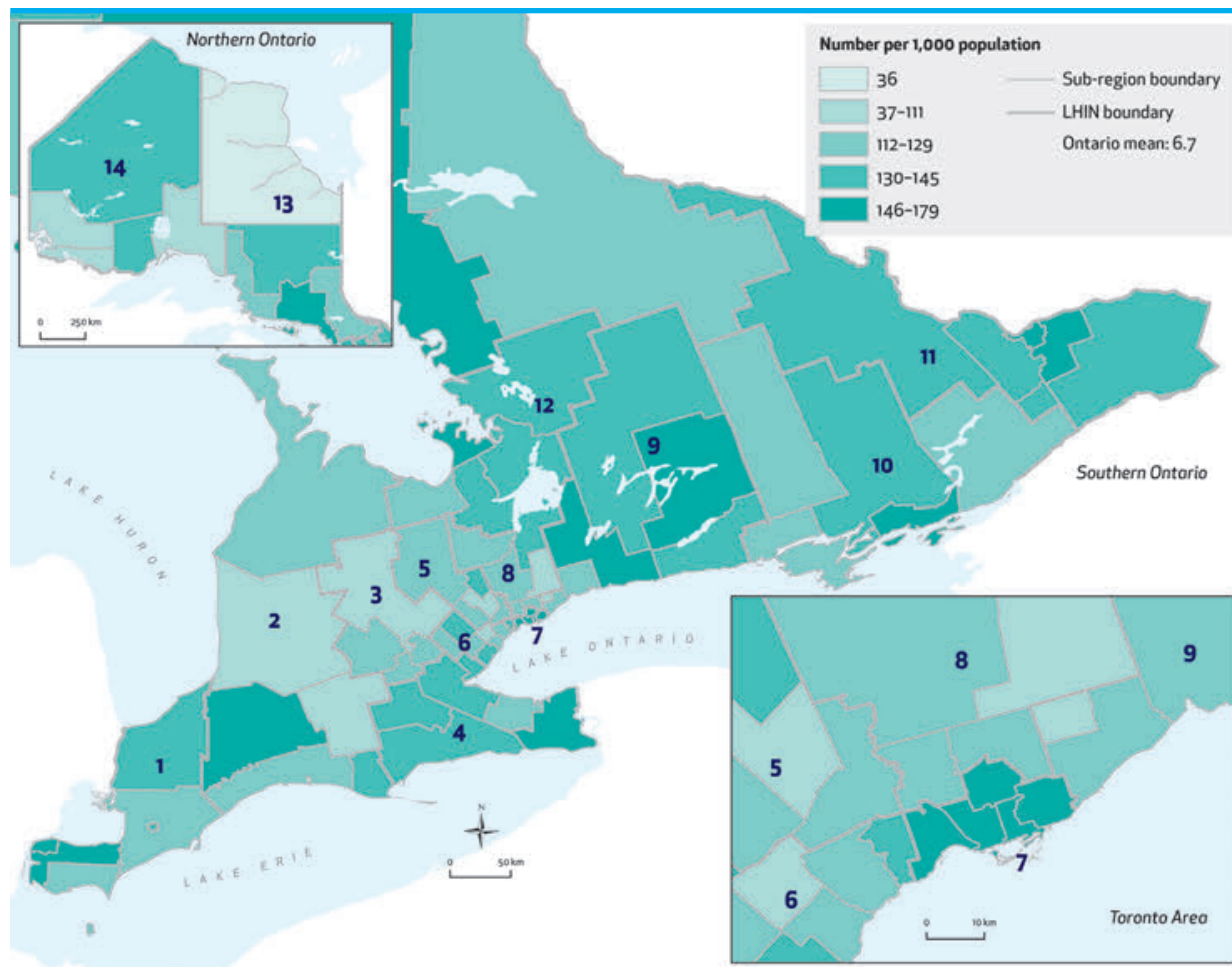 Northern Ontario
14
13
0 250 km
Number per 1,000 population
36
37–111
112–129
130–145
146–179
Sub-region boundary
LHIN boundary
Ontario mean: 6.7
12
11
9
10
Southern Ontario
LAKE HURON
5
8
3
2
6
7
LAKE ONTARIO
4
1
N
0 50 km
LAKE ERIE
8
9
5
7
6
0 10 km
Toronto Area